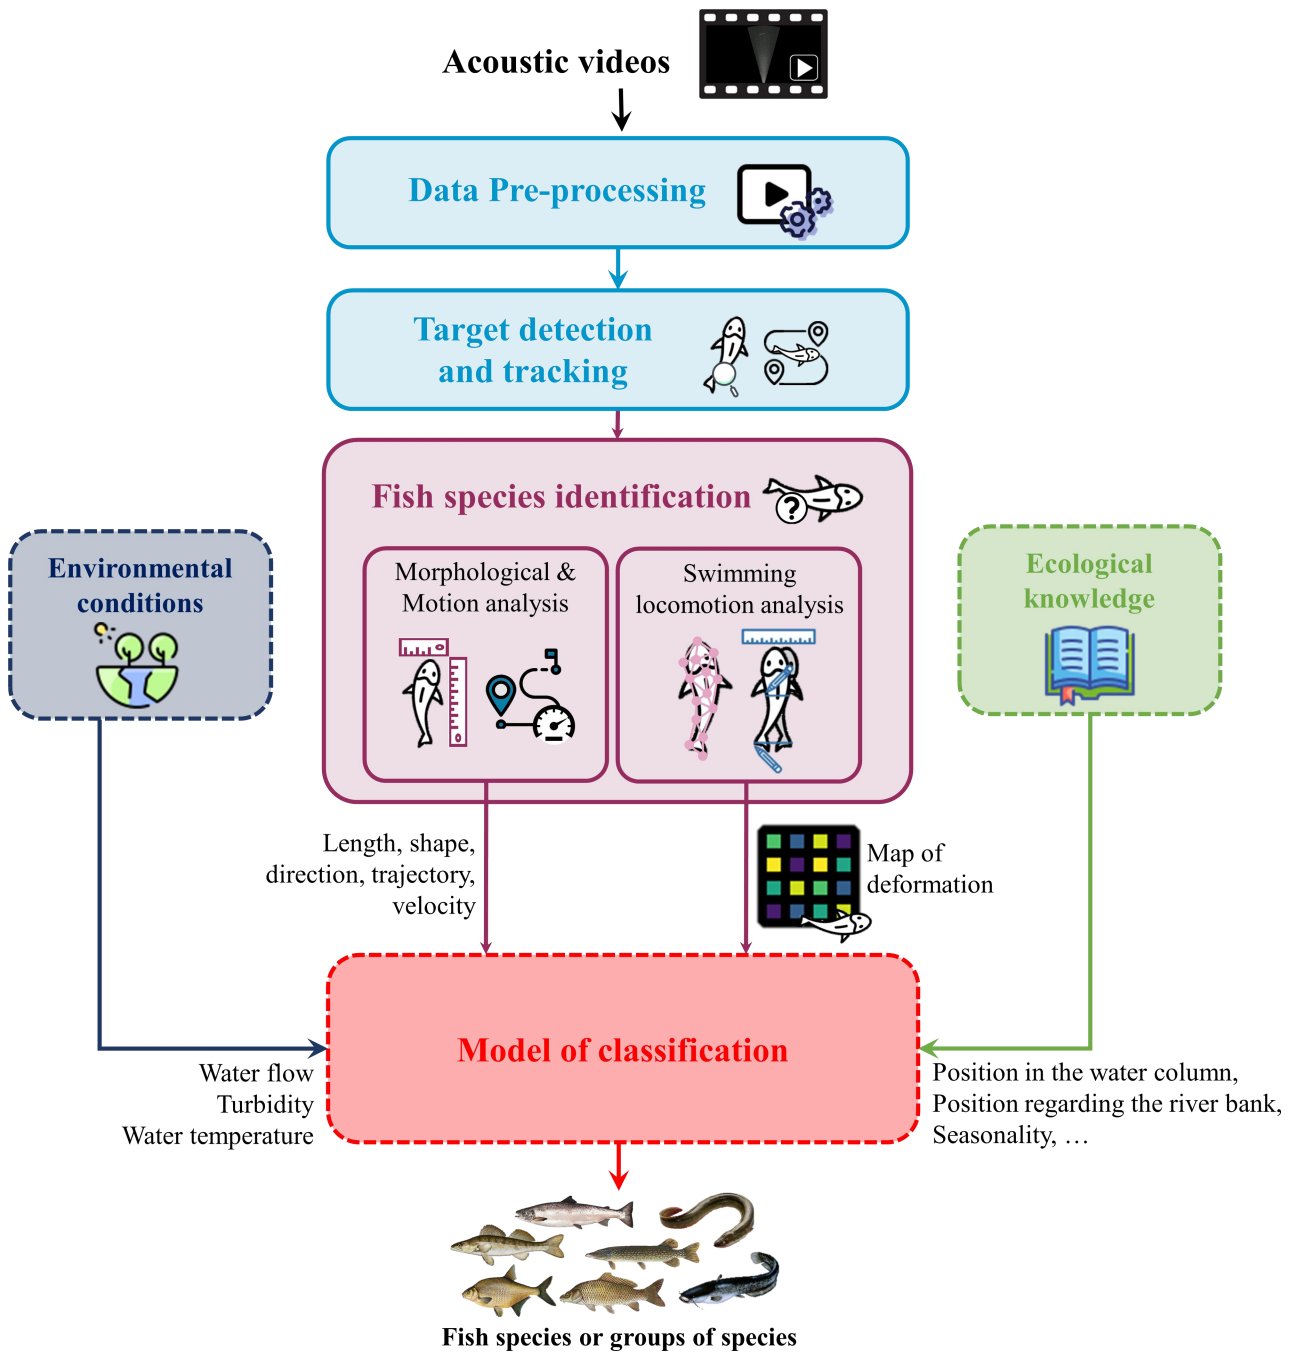 Acoustic videos
Data Pre-processing
Target detection
and tracking
Fish species identification
?
Morphological &
Motion analysis
Swimming
locomotion analysis
Environmental
conditions
Ecological
knowledge
Length, shape,
direction, trajectory,
velocity
Map of
deformation
Model of classification
Water flow
Turbidity
Water temperature
Position in the water column,
Position regarding the river bank,
Seasonality, …
Fish species or groups of species